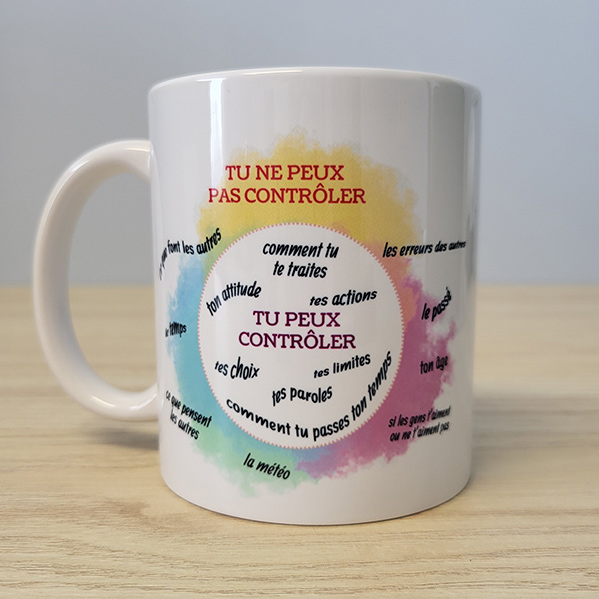 TU NE PEUX
PAS CONTRÔLER
que font les autres
comment tu
te traites
les erreurs des autres
ton attitude
tes actions
le passé
TU PEUX
CONTRÔLER
temps
tes choix
tes limites
ton âge
tes paroles
comment tu passes ton temps
ce que pensent
les autres
si les gens t'aiment
ou ne t'aiment pas
la météo